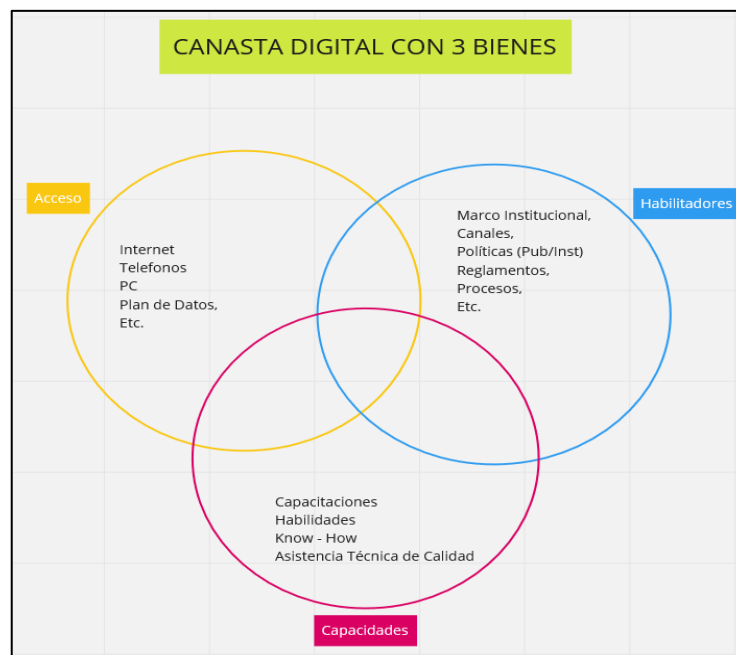 CANASTA DIGITAL CON 3 BIENES
Acceso
Internet
Telefonos
PC
Plan de Datos,
Etc.
Habilitadores
Marco Institucional,
Canales,
Políticas (Pub/Inst)
Reglamentos,
Procesos,
Etc.
Capacitaciones
Habilidades
Know - How
Asistencia Técnica de Calidad
Capacidades